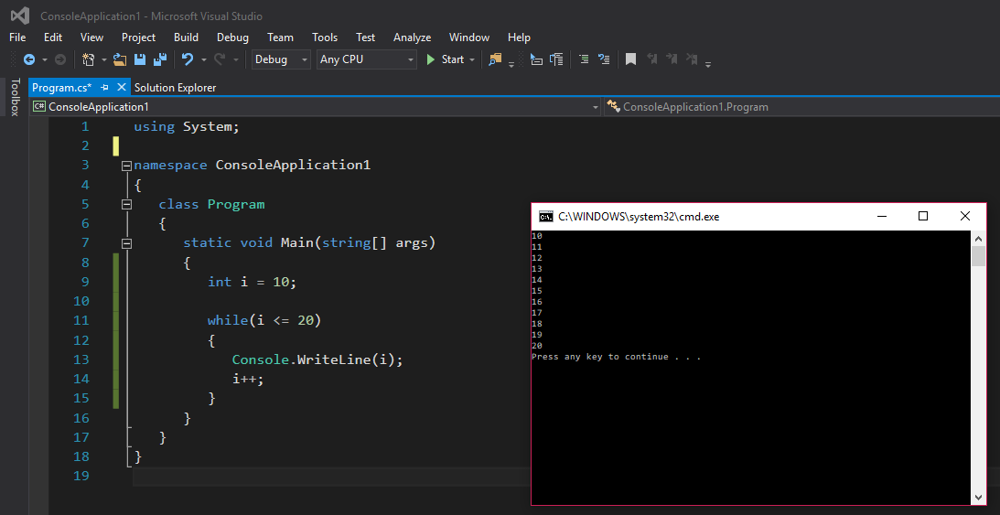 ConsoleApplication1 - Microsoft Visual Studio
File Edit View Project Build Debug Team Tools Test Analyze Window Help
Debug Any CPU Start
Toolbox
Program.cs* Solution Explorer
C# ConsoleApplication1 ConsoleApplication1.Program
1 using System;
2
3 namespace ConsoleApplication1
4 {
5 class Program
6 {
7 static void Main(string[] args)
8 {
9 int i = 10;
10
11 while(i <= 20)
12 {
13 Console.WriteLine(i);
14 i++;
15 }
16 }
17 }
18 }
19
C:\WINDOWS\system32\cmd.exe
10
11
12
13
14
15
16
17
18
19
20
Press any key to continue . . .